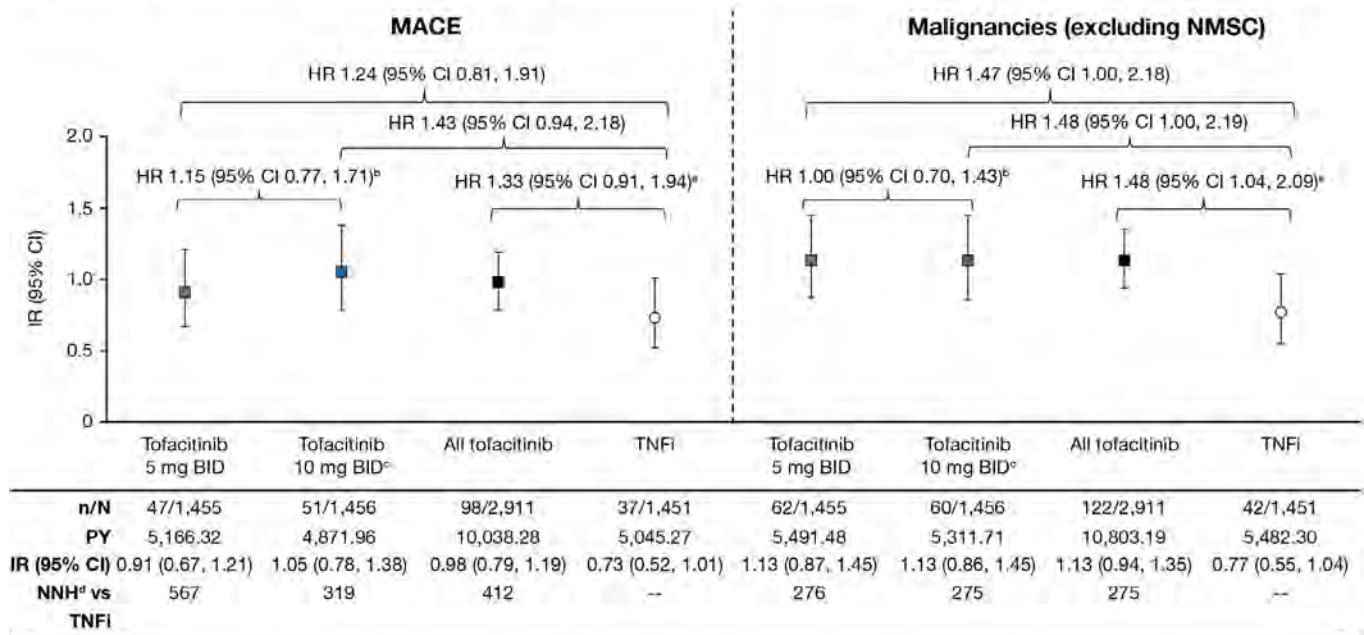 MACE
Malignancies (excluding NMSC)
HR 1.24 (95% CI 0.81, 1.91)
HR 1.47 (95% CI 1.00, 2.18)
HR 1.43 (95% CI 0.94, 2.18)
HR 1.48 (95% CI 1.00, 2.19)
HR 1.15 (95% CI 0.77, 1.71)ᵇ
HR 1.33 (95% CI 0.91, 1.94)ᵃ
HR 1.00 (95% CI 0.70, 1.43)ᵇ
HR 1.48 (95% CI 1.04, 2.09)ᵃ
IR (95% CI)
2.0
1.5
1.0
0.5
0
Tofacitinib 5 mg BID
Tofacitinib 10 mg BIDᶜ
All tofacitinib
TNFi
Tofacitinib 5 mg BID
Tofacitinib 10 mg BIDᶜ
All tofacitinib
TNFi
n/N 47/1,455 51/1,456 98/2,911 37/1,451 62/1,455 60/1,456 122/2,911 42/1,451
PY 5,166.32 4,871.96 10,038.28 5,045.27 5,491.48 5,311.71 10,803.19 5,482.30
IR (95% CI) 0.91 (0.67, 1.21) 1.05 (0.78, 1.38) 0.98 (0.79, 1.19) 0.73 (0.52, 1.01) 1.13 (0.87, 1.45) 1.13 (0.86, 1.45) 1.13 (0.94, 1.35) 0.77 (0.55, 1.04)
NNHᵈ vs TNFi 567 319 412 -- 276 275 275 --